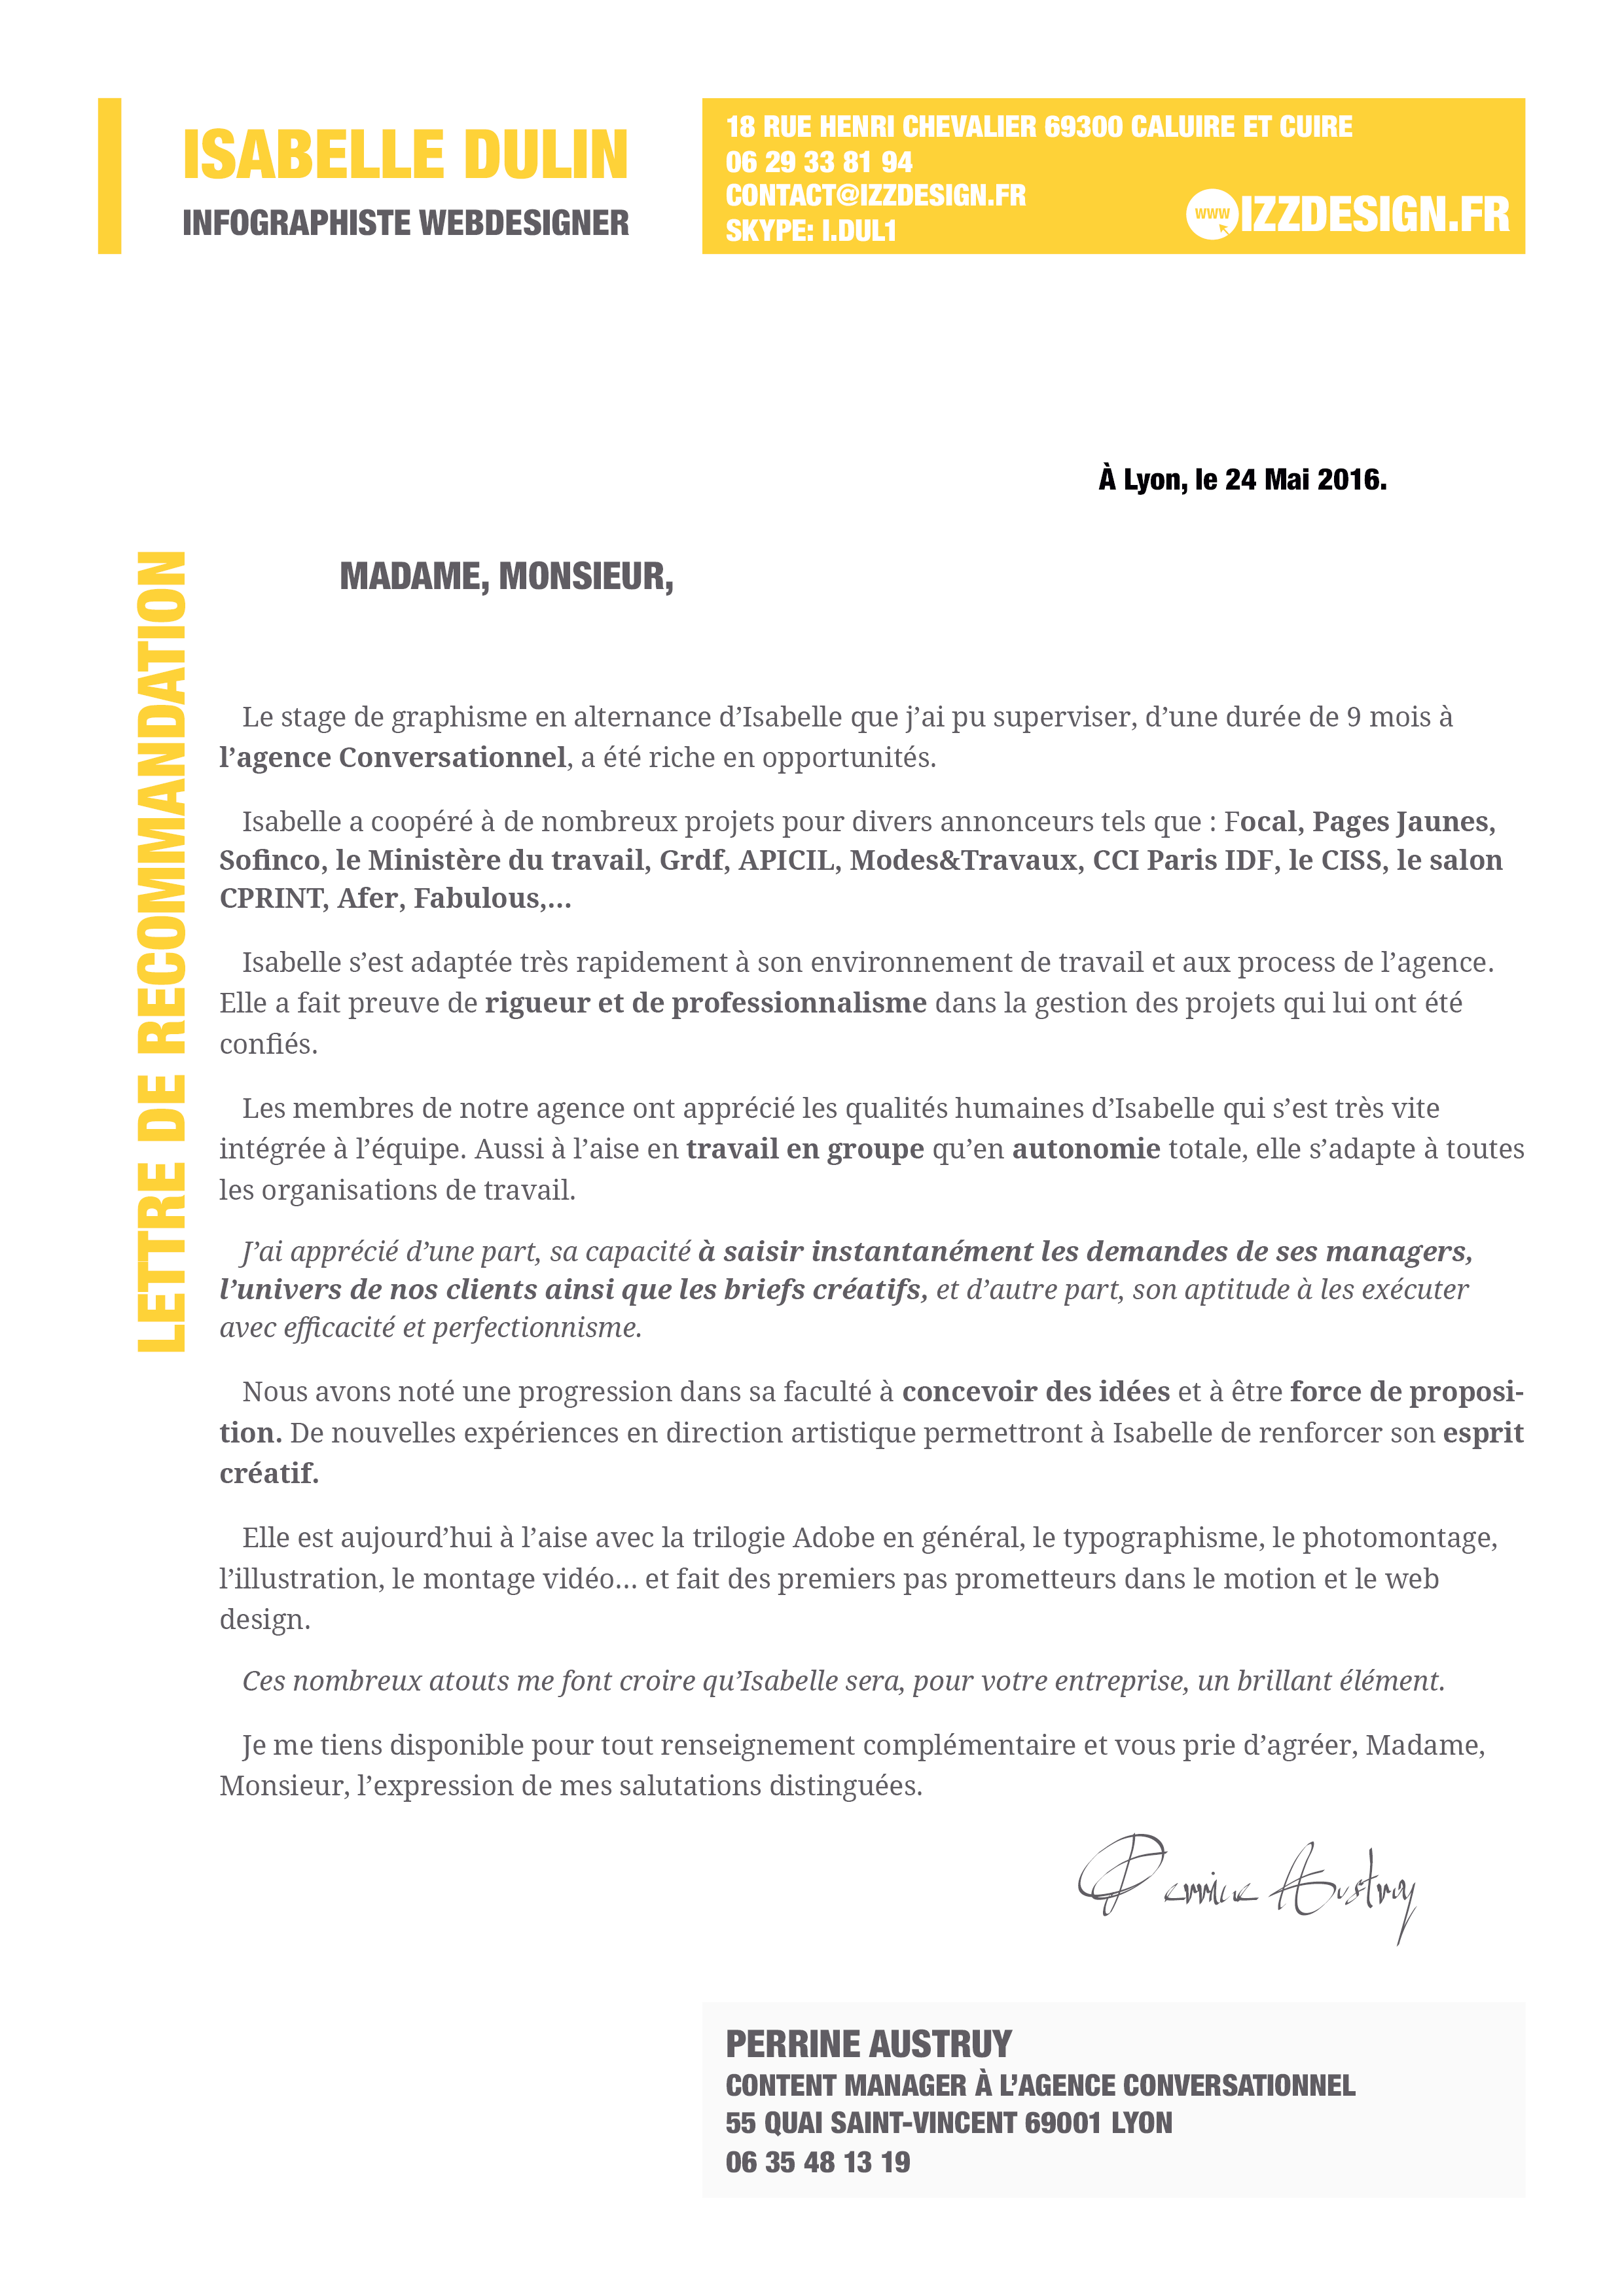 ISABELLE DULIN
INFOGRAPHISTE WEBDESIGNER
18 RUE HENRI CHEVALIER 69300 CALUIRE ET CUIRE
06 29 33 81 94
CONTACT@IZZDESIGN.FR
SKYPE: I.DUL1
WWW IZZDESIGN.FR
À Lyon, le 24 Mai 2016.
LETTRE DE RECOMMANDATION
MADAME, MONSIEUR,
Le stage de graphisme en alternance d’Isabelle que j’ai pu superviser, d’une durée de 9 mois à
l’agence Conversationnel, a été riche en opportunités.
Isabelle a coopéré à de nombreux projets pour divers annonceurs tels que : Focal, Pages Jaunes,
Sofinco, le Ministère du travail, Grdf, APICIL, Modes&Travaux, CCI Paris IDF, le CISS, le salon
CPRINT, Afer, Fabulous,...
Isabelle s’est adaptée très rapidement à son environnement de travail et aux process de l’agence.
Elle a fait preuve de rigueur et de professionnalisme dans la gestion des projets qui lui ont été
confiés.
Les membres de notre agence ont apprécié les qualités humaines d’Isabelle qui s’est très vite
intégrée à l’équipe. Aussi à l’aise en travail en groupe qu’en autonomie totale, elle s’adapte à toutes
les organisations de travail.
J’ai apprécié d’une part, sa capacité à saisir instantanément les demandes de ses managers,
l’univers de nos clients ainsi que les briefs créatifs, et d’autre part, son aptitude à les exécuter
avec efficacité et perfectionnisme.
Nous avons noté une progression dans sa faculté à concevoir des idées et à être force de proposi-
tion. De nouvelles expériences en direction artistique permettront à Isabelle de renforcer son esprit
créatif.
Elle est aujourd’hui à l’aise avec la trilogie Adobe en général, le typographisme, le photomontage,
l’illustration, le montage vidéo... et fait des premiers pas prometteurs dans le motion et le web
design.
Ces nombreux atouts me font croire qu’Isabelle sera, pour votre entreprise, un brillant élément.
Je me tiens disponible pour tout renseignement complémentaire et vous prie d’agréer, Madame,
Monsieur, l’expression de mes salutations distinguées.
Perrine Austruy
PERRINE AUSTRUY
CONTENT MANAGER À L’AGENCE CONVERSATIONNEL
55 QUAI SAINT-VINCENT 69001 LYON
06 35 48 13 19